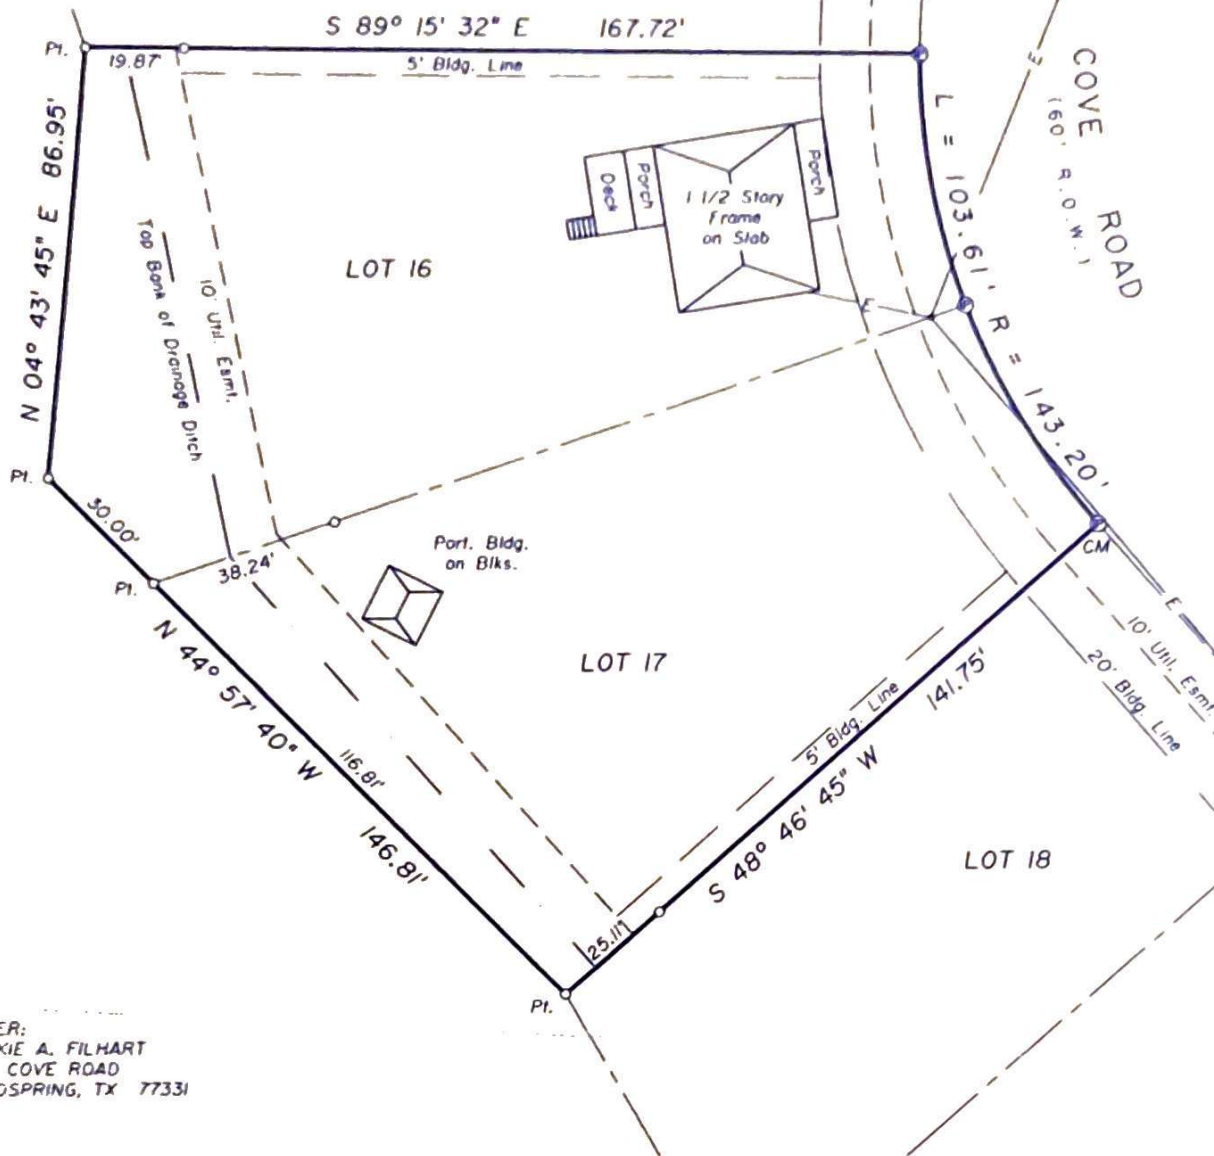 S 89° 15' 32" E 167.72'
Pt.
19.87'
5' Bldg. Line
COVE ROAD
(60' R.O.W.)
N 04° 43' 45" E 86.95'
L = 103.61' R = 143.20'
Deck
Porch
Porch
1 1/2 Story
Frame
on Slab
LOT 16
Top Bank of Drainage Ditch
10' Util. Esmt.
E
E
Pt.
30.00'
38.24'
Pt.
Port. Bldg.
on Blks.
CM
E
LOT 17
10' Util. Esmt.
20' Bldg. Line
141.75'
5' Bldg. Line
S 48° 46' 45" W
N 44° 57' 40" W
116.81'
146.81'
LOT 18
25.11'
Pt.
ER:
KIE A. FILHART
COVE ROAD
DSPRING, TX 77331